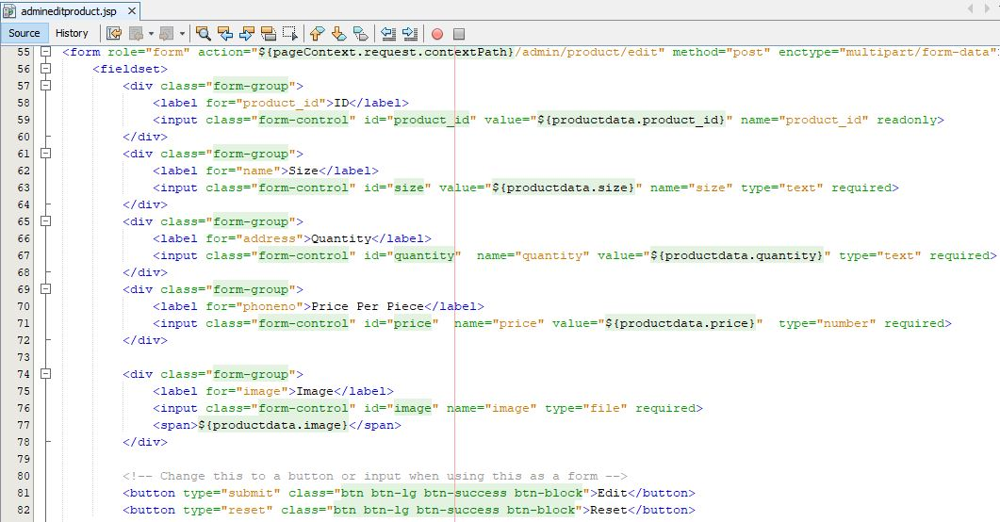 admineditproduct.jsp
Source History
55 <form role="form" action="${pageContext.request.contextPath}/admin/product/edit" method="post" enctype="multipart/form-data"
56 <fieldset>
57 <div class="form-group">
58 <label for="product_id">ID</label>
59 <input class="form-control" id="product_id" value="${productdata.product_id}" name="product_id" readonly>
60 </div>
61 <div class="form-group">
62 <label for="name">Size</label>
63 <input class="form-control" id="size" value="${productdata.size}" name="size" type="text" required>
64 </div>
65 <div class="form-group">
66 <label for="address">Quantity</label>
67 <input class="form-control" id="quantity"  name="quantity" value="${productdata.quantity}" type="text" required>
68 </div>
69 <div class="form-group">
70 <label for="phoneno">Price Per Piece</label>
71 <input class="form-control" id="price"  name="price" value="${productdata.price}"  type="number" required>
72 </div>
73
74 <div class="form-group">
75 <label for="image">Image</label>
76 <input class="form-control" id="image" name="image" type="file" required>
77 <span>${productdata.image}</span>
78 </div>
79
80 <!-- Change this to a button or input when using this as a form -->
81 <button type="submit" class="btn btn-lg btn-success btn-block">Edit</button>
82 <button type="reset" class="btn btn-lg btn-success btn-block">Reset</button>